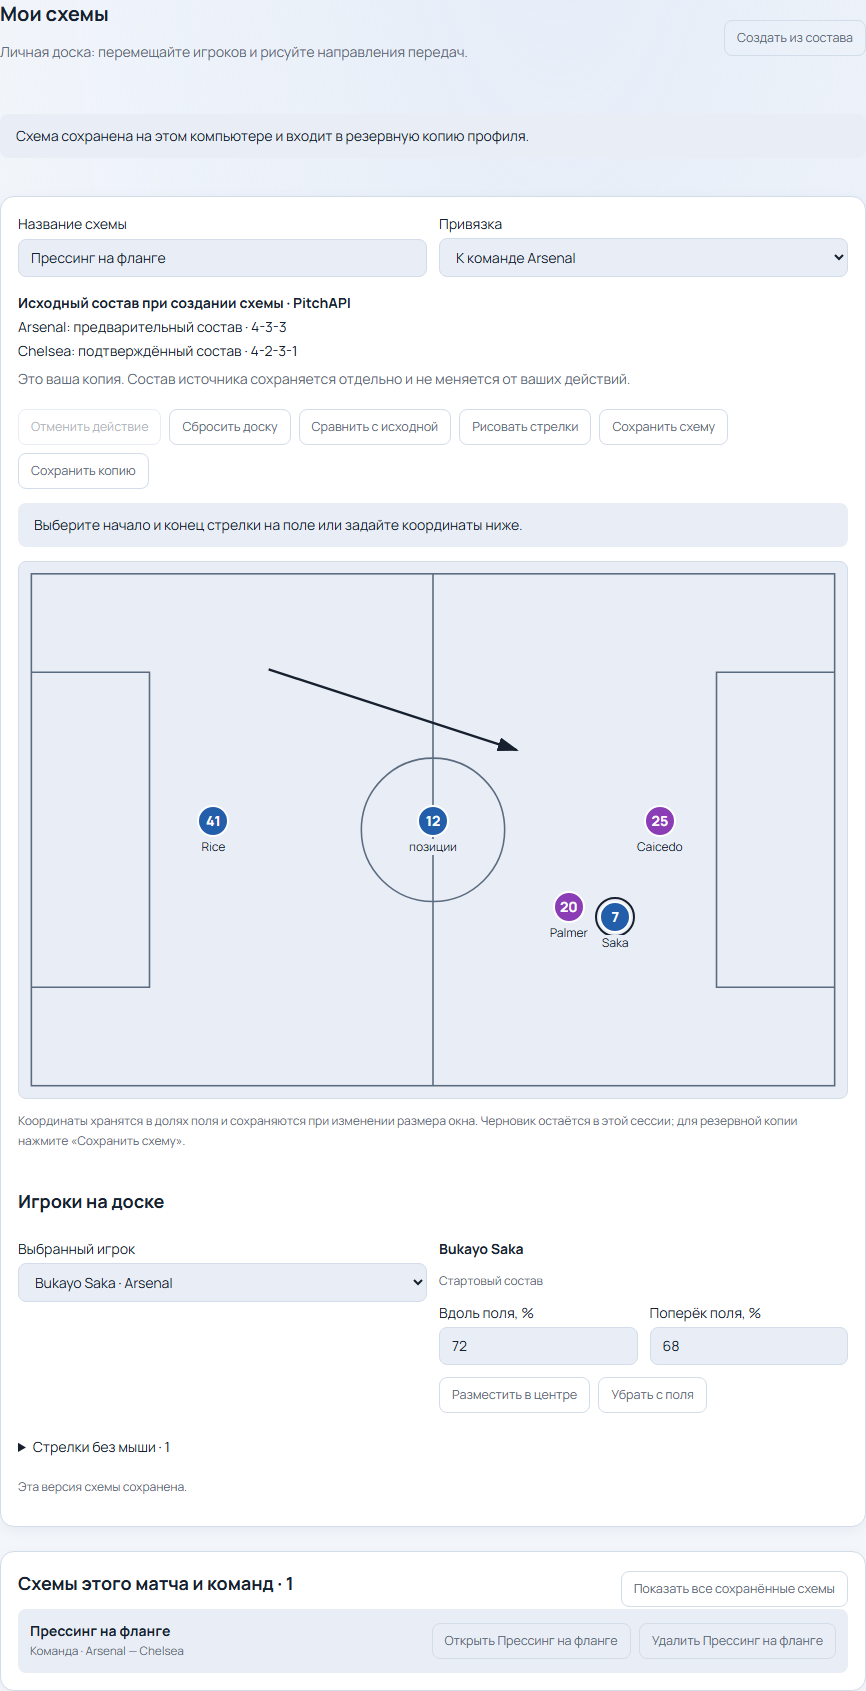 Мои схемы
Личная доска: перемещайте игроков и рисуйте направления передач.
Создать из состава
Схема сохранена на этом компьютере и входит в резервную копию профиля.
Название схемы
Привязка
Прессинг на фланге
К команде Arsenal
Исходный состав при создании схемы · PitchAPI
Arsenal: предварительный состав · 4-3-3
Chelsea: подтверждённый состав · 4-2-3-1
Это ваша копия. Состав источника сохраняется отдельно и не меняется от ваших действий.
Отменить действие
Сбросить доску
Сравнить с исходной
Рисовать стрелки
Сохранить схему
Сохранить копию
Выберите начало и конец стрелки на поле или задайте координаты ниже.
41
Rice
12
позиции
25
Caicedo
20
Palmer
7
Saka
Координаты хранятся в долях поля и сохраняются при изменении размера окна. Черновик остаётся в этой сессии; для резервной копии
нажмите «Сохранить схему».
Игроки на доске
Выбранный игрок
Bukayo Saka · Arsenal
Bukayo Saka
Стартовый состав
Вдоль поля, %
Поперёк поля, %
72
68
Разместить в центре
Убрать с поля
Стрелки без мыши · 1
Эта версия схемы сохранена.
Схемы этого матча и команд · 1
Показать все сохранённые схемы
Прессинг на фланге
Команда · Arsenal — Chelsea
Открыть Прессинг на фланге
Удалить Прессинг на фланге